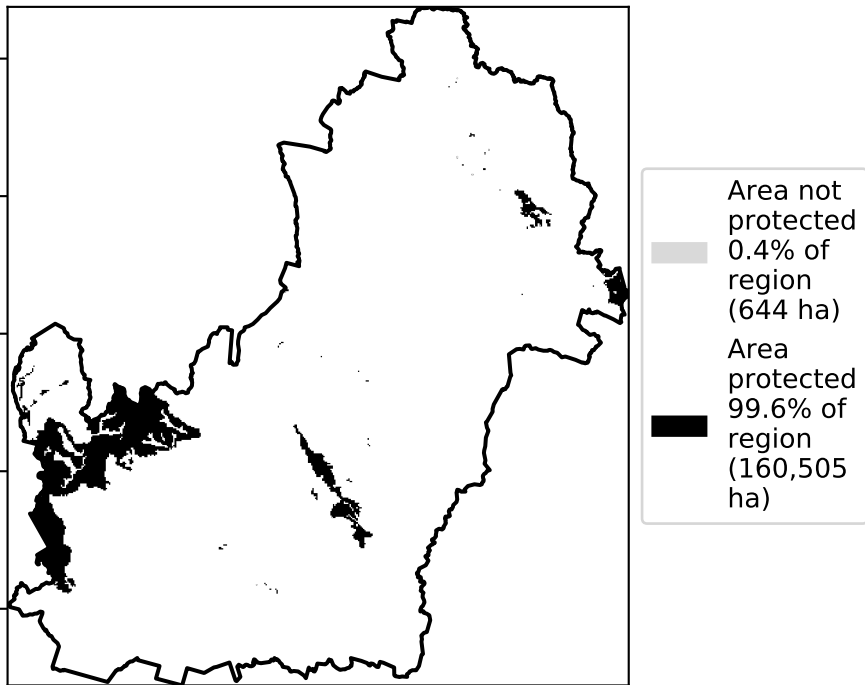 Area not
protected
0.4% of
region
(644 ha)
Area
protected
99.6% of
region
(160,505
ha)